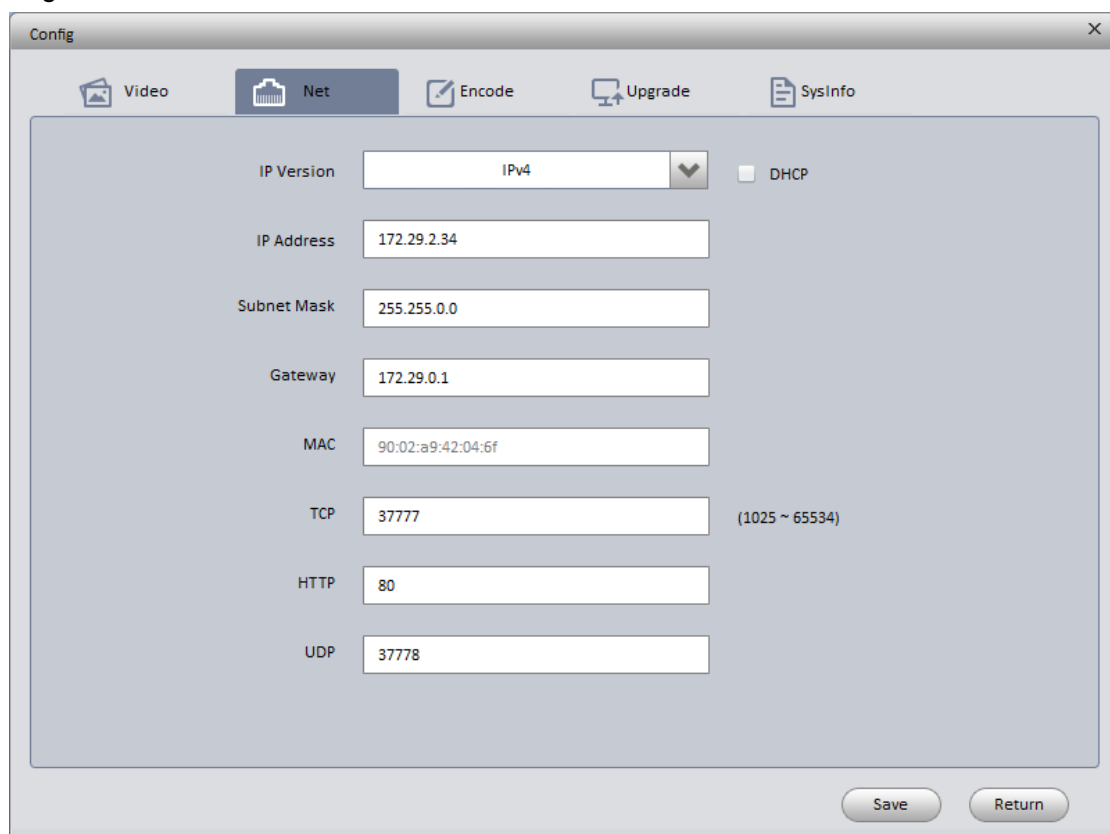 Config
Video Net Encode Upgrade SysInfo
IP Version IPv4 DHCP
IP Address 172.29.2.34
Subnet Mask 255.255.0.0
Gateway 172.29.0.1
MAC 90:02:a9:42:04:6f
TCP 37777 (1025 ~ 65534)
HTTP 80
UDP 37778
Save Return